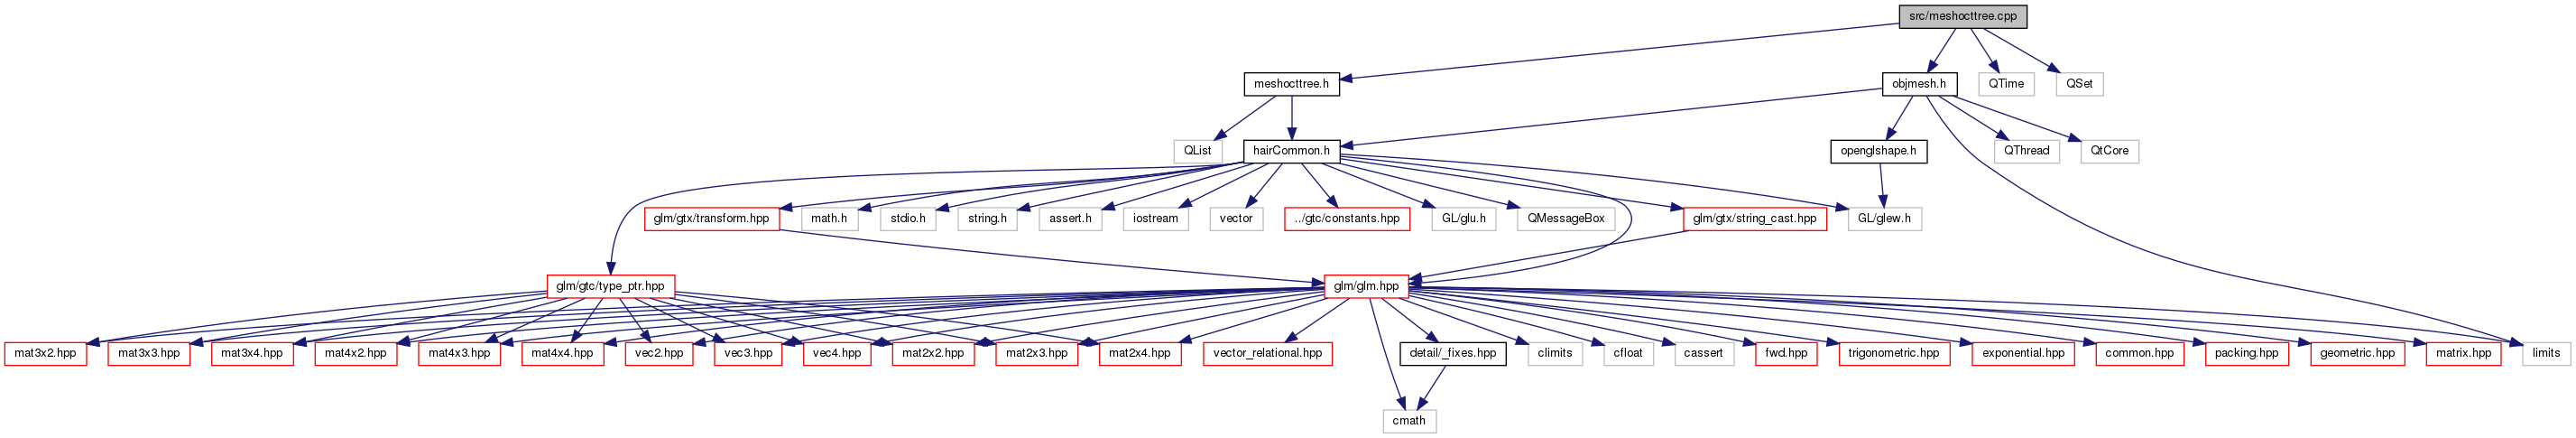 src/meshocttree.cpp
meshocttree.h
objmesh.h
QTime
QSet
QList
hairCommon.h
openglshape.h
QThread
QtCore
glm/gtx/transform.hpp
math.h
stdio.h
string.h
assert.h
iostream
vector
../gtc/constants.hpp
GL/glu.h
QMessageBox
glm/gtx/string_cast.hpp
GL/glew.h
glm/gtc/type_ptr.hpp
glm/glm.hpp
mat3x2.hpp
mat3x3.hpp
mat3x4.hpp
mat4x2.hpp
mat4x3.hpp
mat4x4.hpp
vec2.hpp
vec3.hpp
vec4.hpp
mat2x2.hpp
mat2x3.hpp
mat2x4.hpp
vector_relational.hpp
detail/_fixes.hpp
climits
cfloat
cassert
fwd.hpp
trigonometric.hpp
exponential.hpp
common.hpp
packing.hpp
geometric.hpp
matrix.hpp
limits
cmath